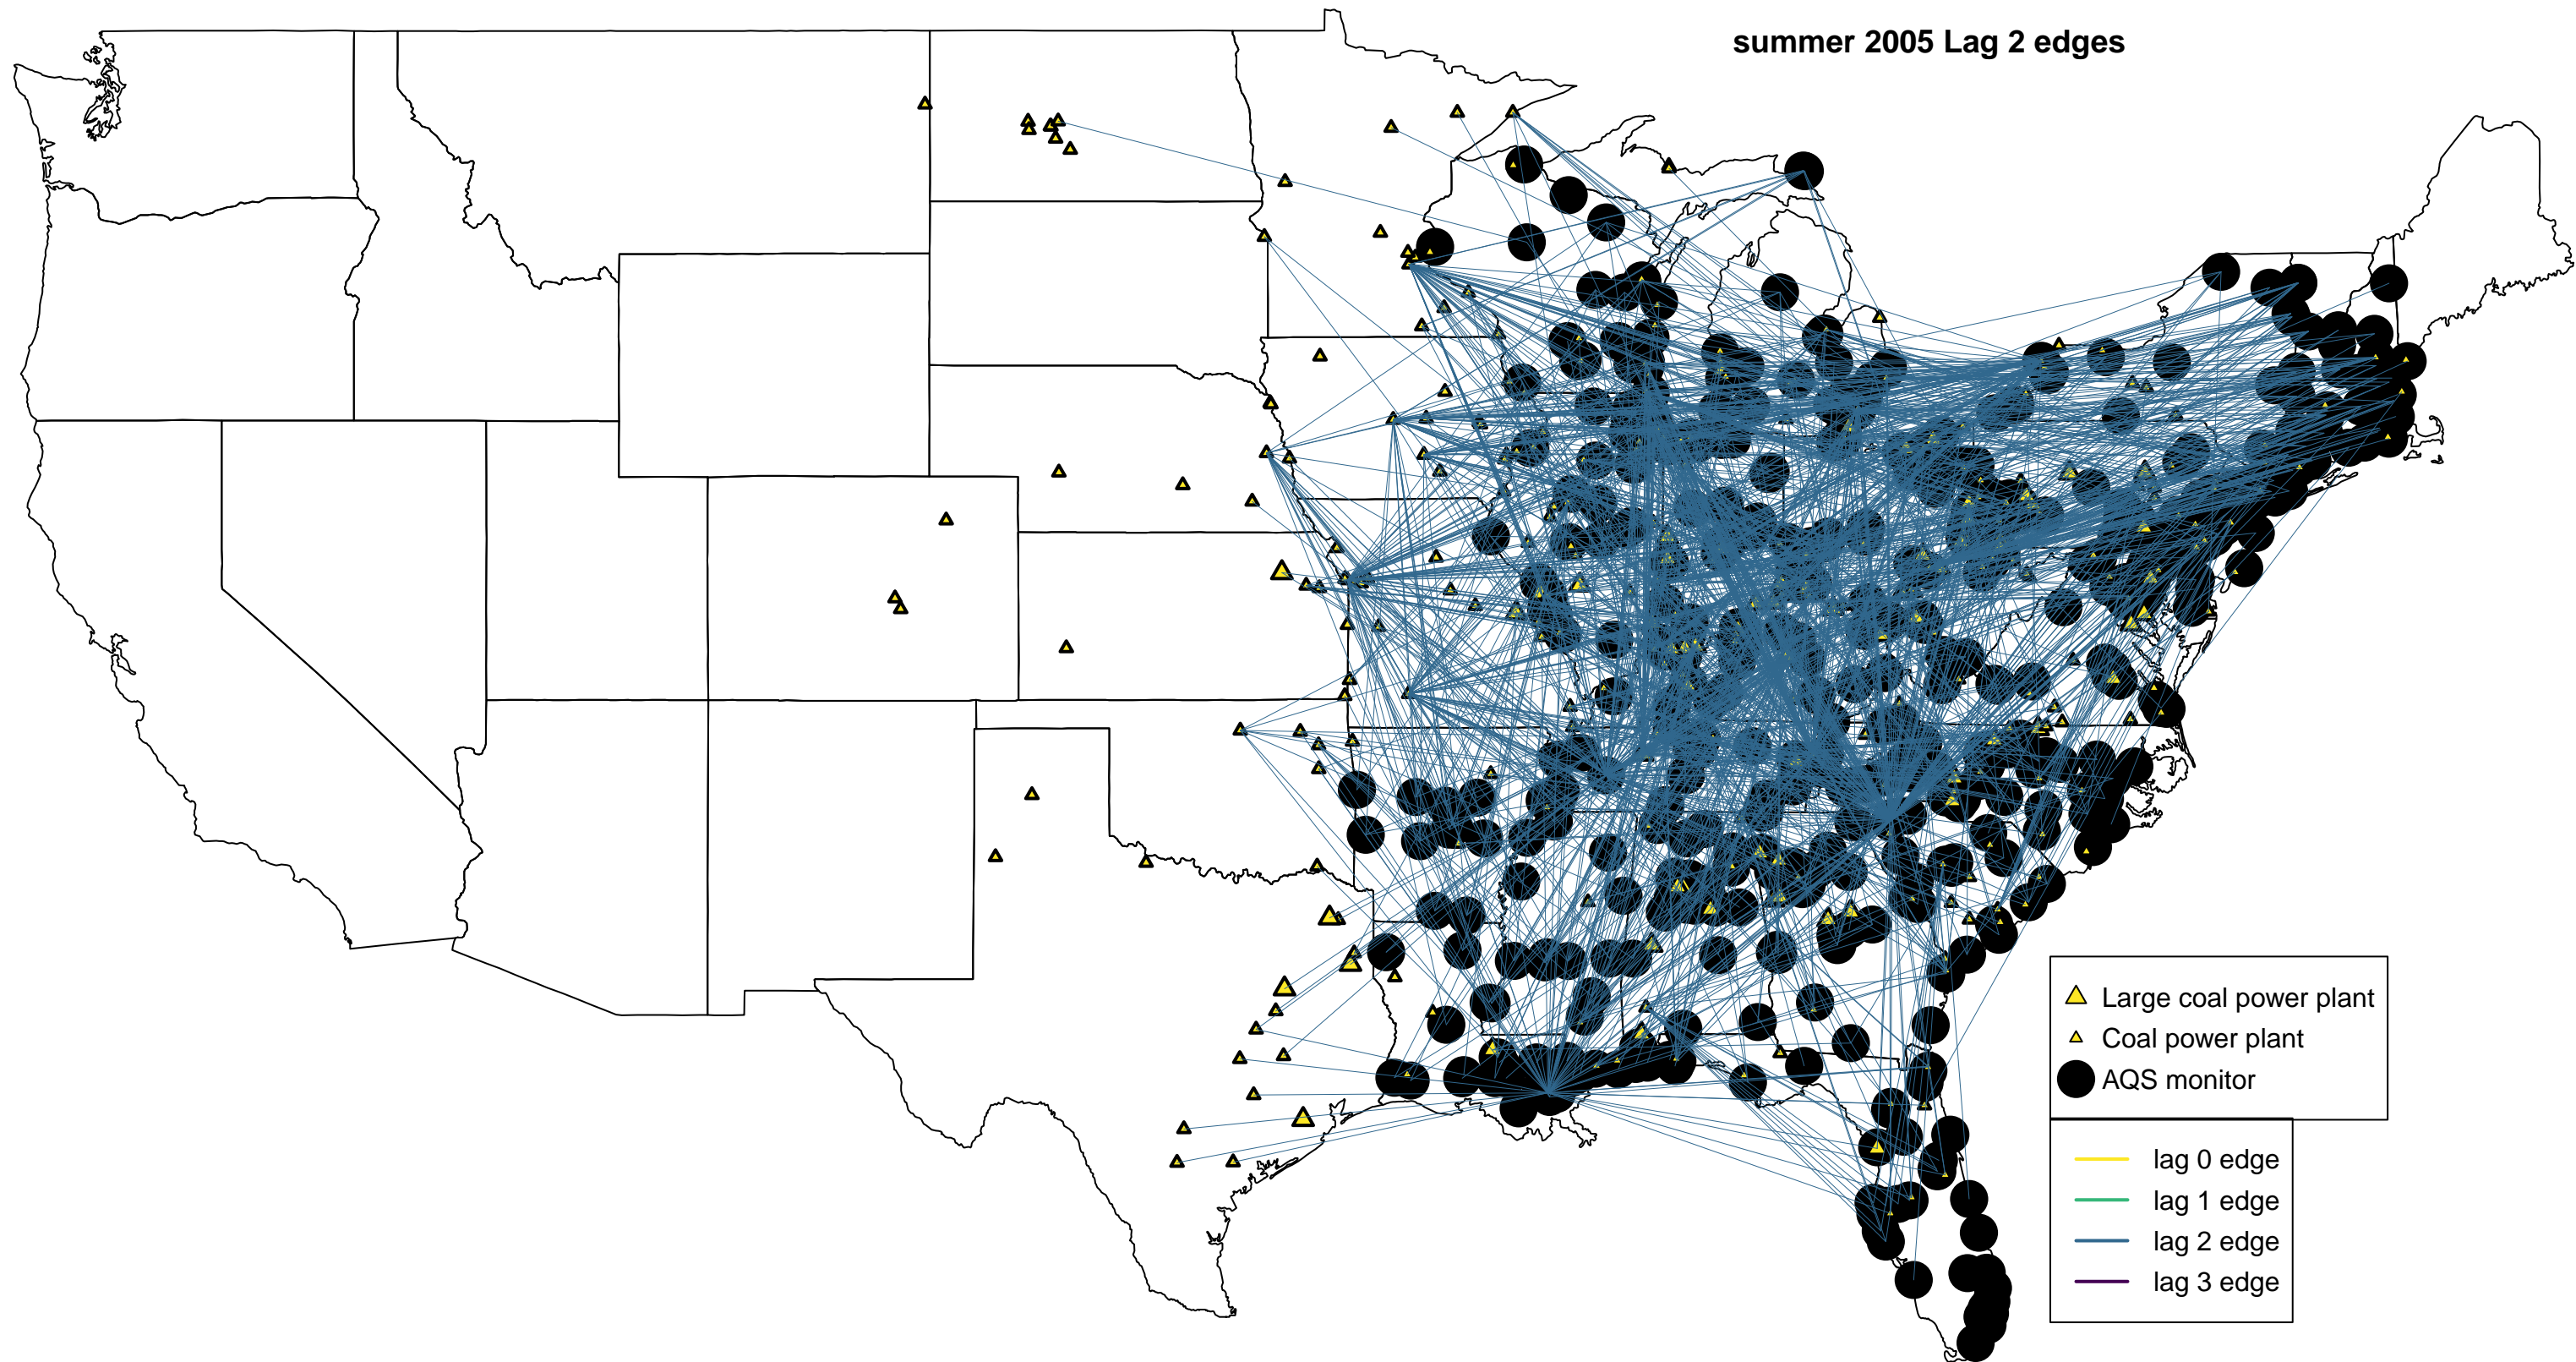 summer 2005 Lag 2 edges
Large coal power plant
Coal power plant
AQS monitor
lag 0 edge
lag 1 edge
lag 2 edge
lag 3 edge